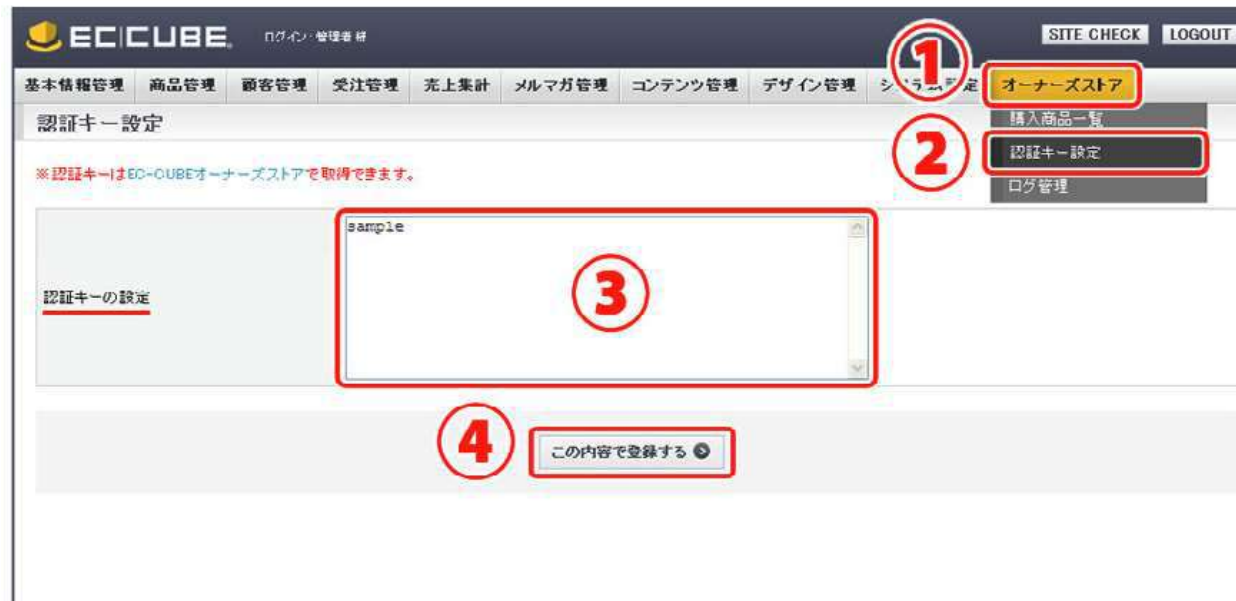 EC CUBE ログイン:管理者 様 SITE CHECK LOGOUT
①
基本情報管理 商品管理 顧客管理 受注管理 売上集計 メルマガ管理 コンテンツ管理 デザイン管理 オーナーズストア
認証キー設定
購入商品一覧
②
認証キー設定
ログ管理
※認証キーはEC-CUBEオーナーズストアで取得できます。
sample
③
認証キーの設定
④
この内容で登録する